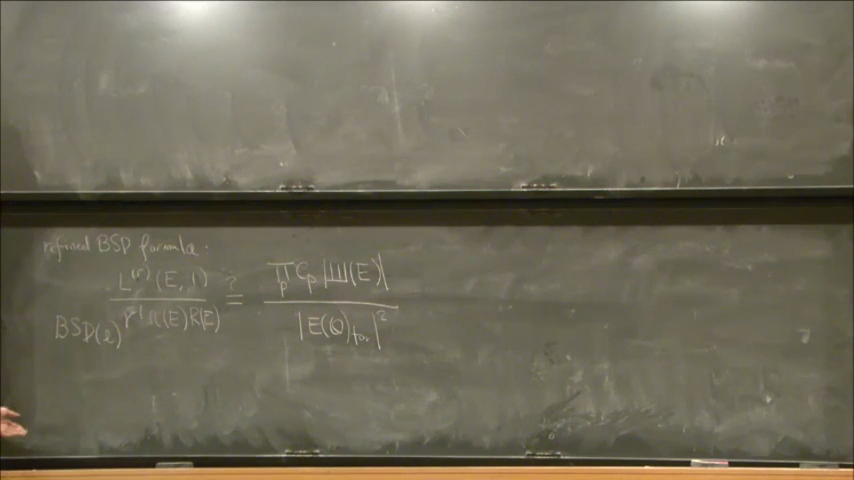 refined BSD formula.
L^(r)(E, 1) / r! Ω(E) R(E) ?= ∏_p C_p |Ш(E)| / |E(Q)_tor|^2
BSD(2)